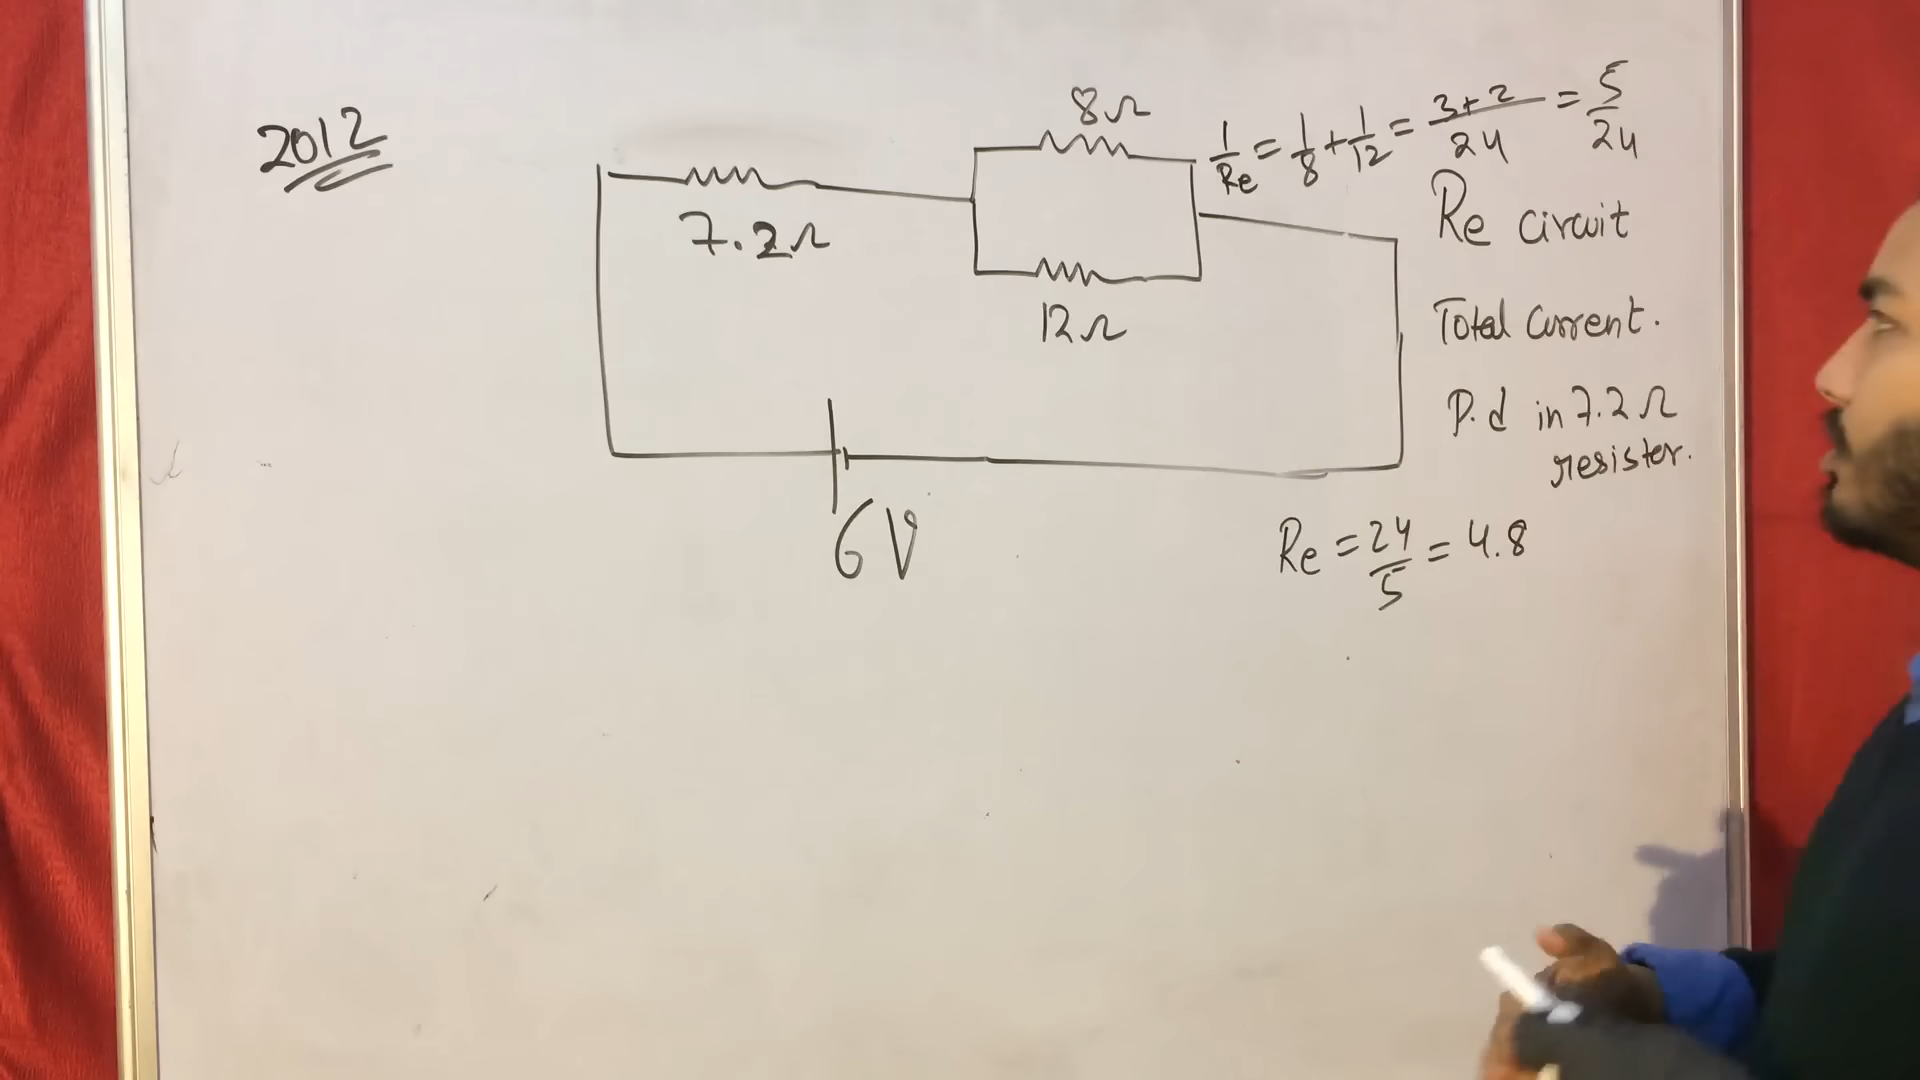 2012
8Ω
1/Re = 1/8 + 1/12 = 3+2/24 = 5/24
7.2Ω
Re circuit
12Ω
Total Current.
P.d in 7.2Ω
resister.
6V
Re = 24/5 = 4.8